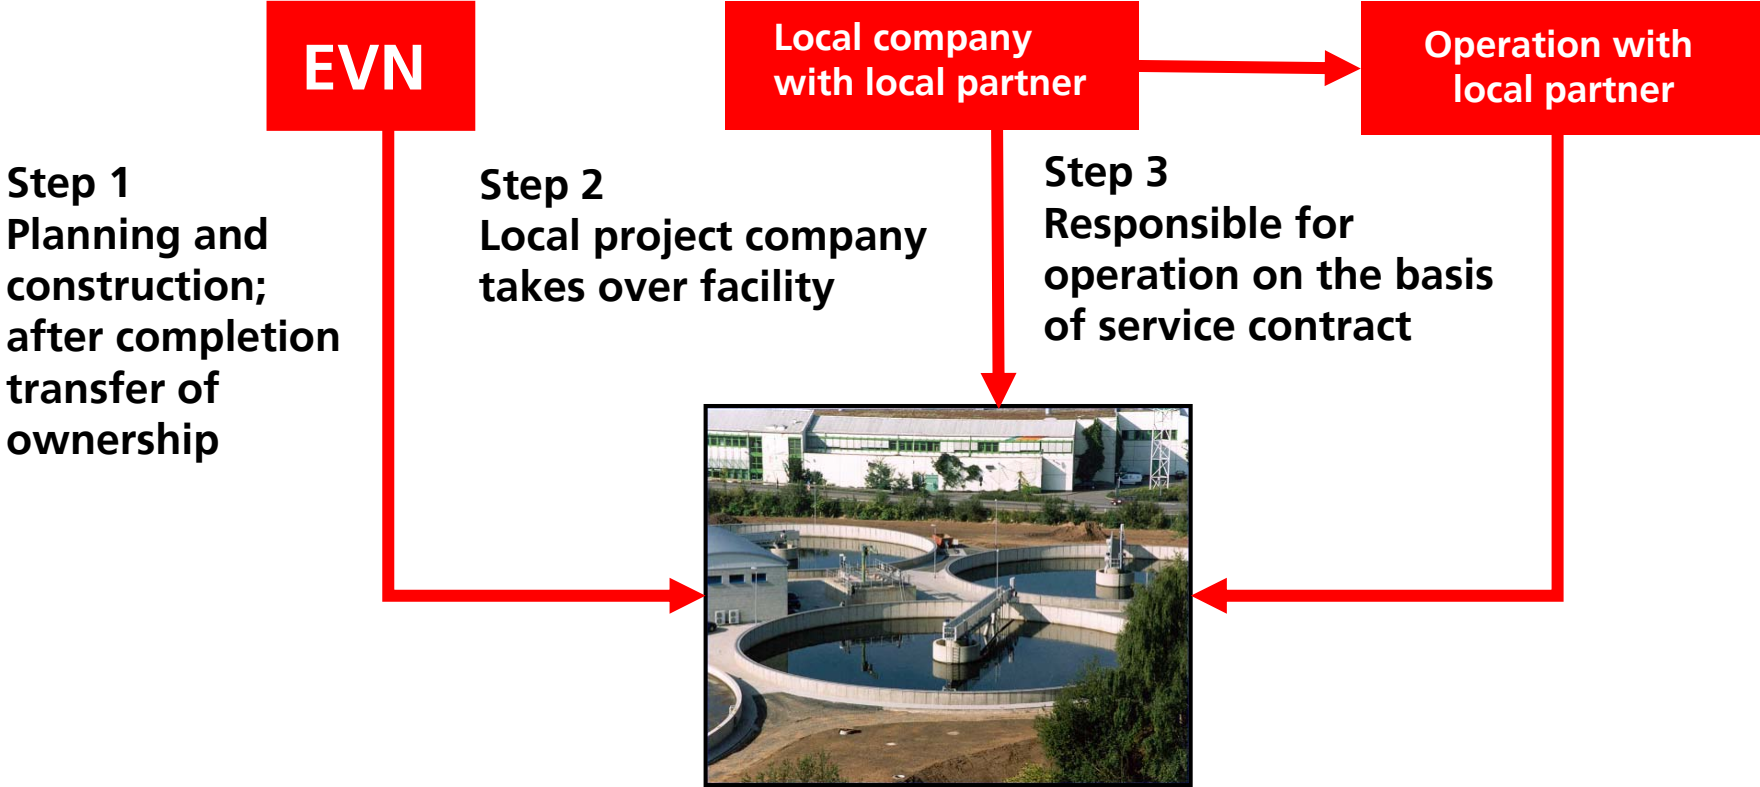 EVN
Local company
with local partner
Operation with
local partner
Step 1
Planning and
construction;
after completion
transfer of
ownership
Step 2
Local project company
takes over facility
Step 3
Responsible for
operation on the basis
of service contract